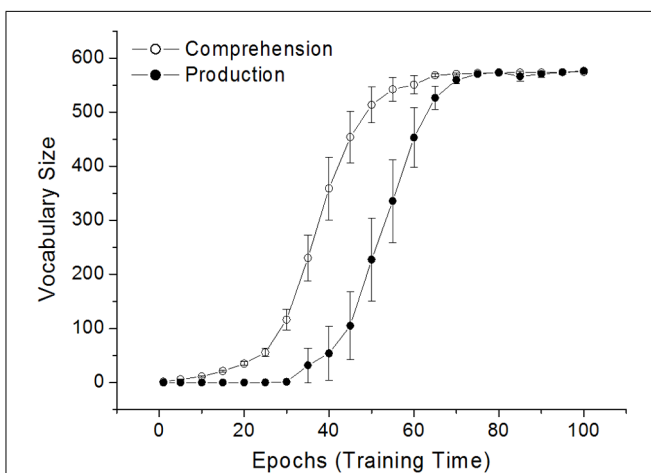 Comprehension
Production
600
500
400
300
200
100
0
Vocabulary Size
0 20 40 60 80 100
Epochs (Training Time)